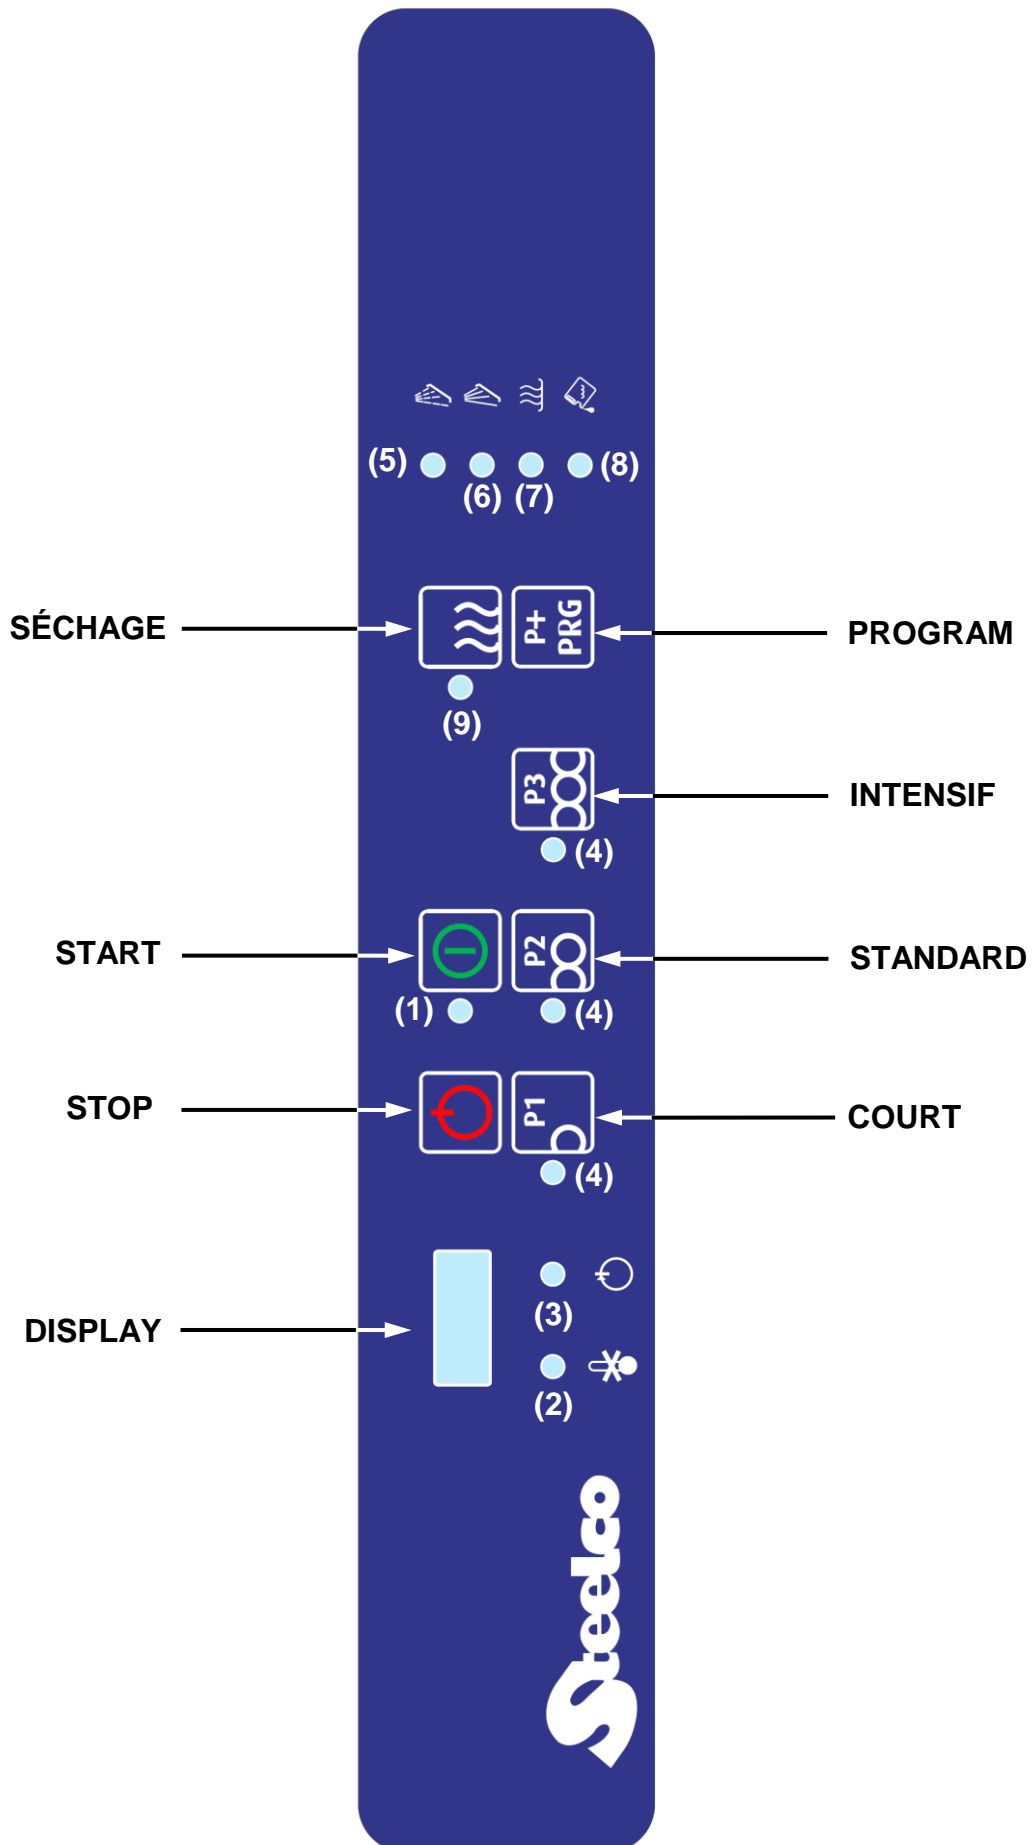 (5)
(8)
(6) (7)
SÉCHAGE
P+
PRG
PROGRAM
(9)
P3
INTENSIF
(4)
START
P2
STANDARD
(1)
(4)
STOP
P1
COURT
(4)
DISPLAY
(3)
(2)
Steelco